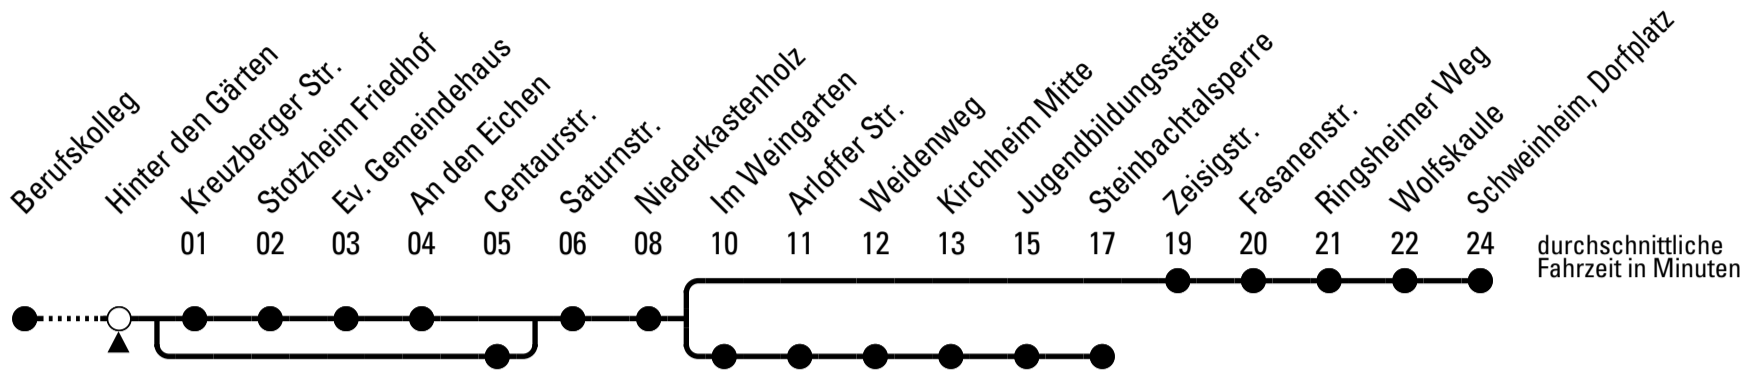 Berufskolleg
Hinter den Gärten
Kreuzberger Str.
Stotzheim Friedhof
Ev. Gemeindehaus
An den Eichen
Centaurstr.
Saturnstr.
Niederkastenholz
Im Weingarten
Arloffer Str.
Weidenweg
Kirchheim Mitte
Jugendbildungsstätte
Steinbachtalsperre
Zeisigstr.
Fasanenstr.
Ringsheimer Weg
Wolfskaule
Schweinheim, Dorfplatz
01 02 03 04 05 06 08 10 11 12 13 15 17 19 20 21 22 24
durchschnittliche
Fahrzeit in Minuten